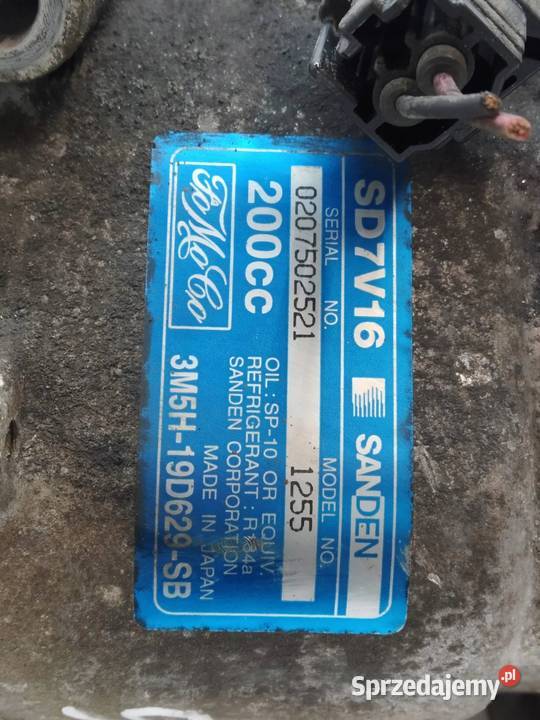 SD7V16 SANDEN
SERIAL NO. MODEL NO.
0207502521 1255
200cc
OIL : SP-10 OR EQUIV.
REFRIGERANT : R134a
SANDEN CORPORATION
MADE IN JAPAN
FoMoCo
3M5H-19D629-SB
Sprzedajemy.pl